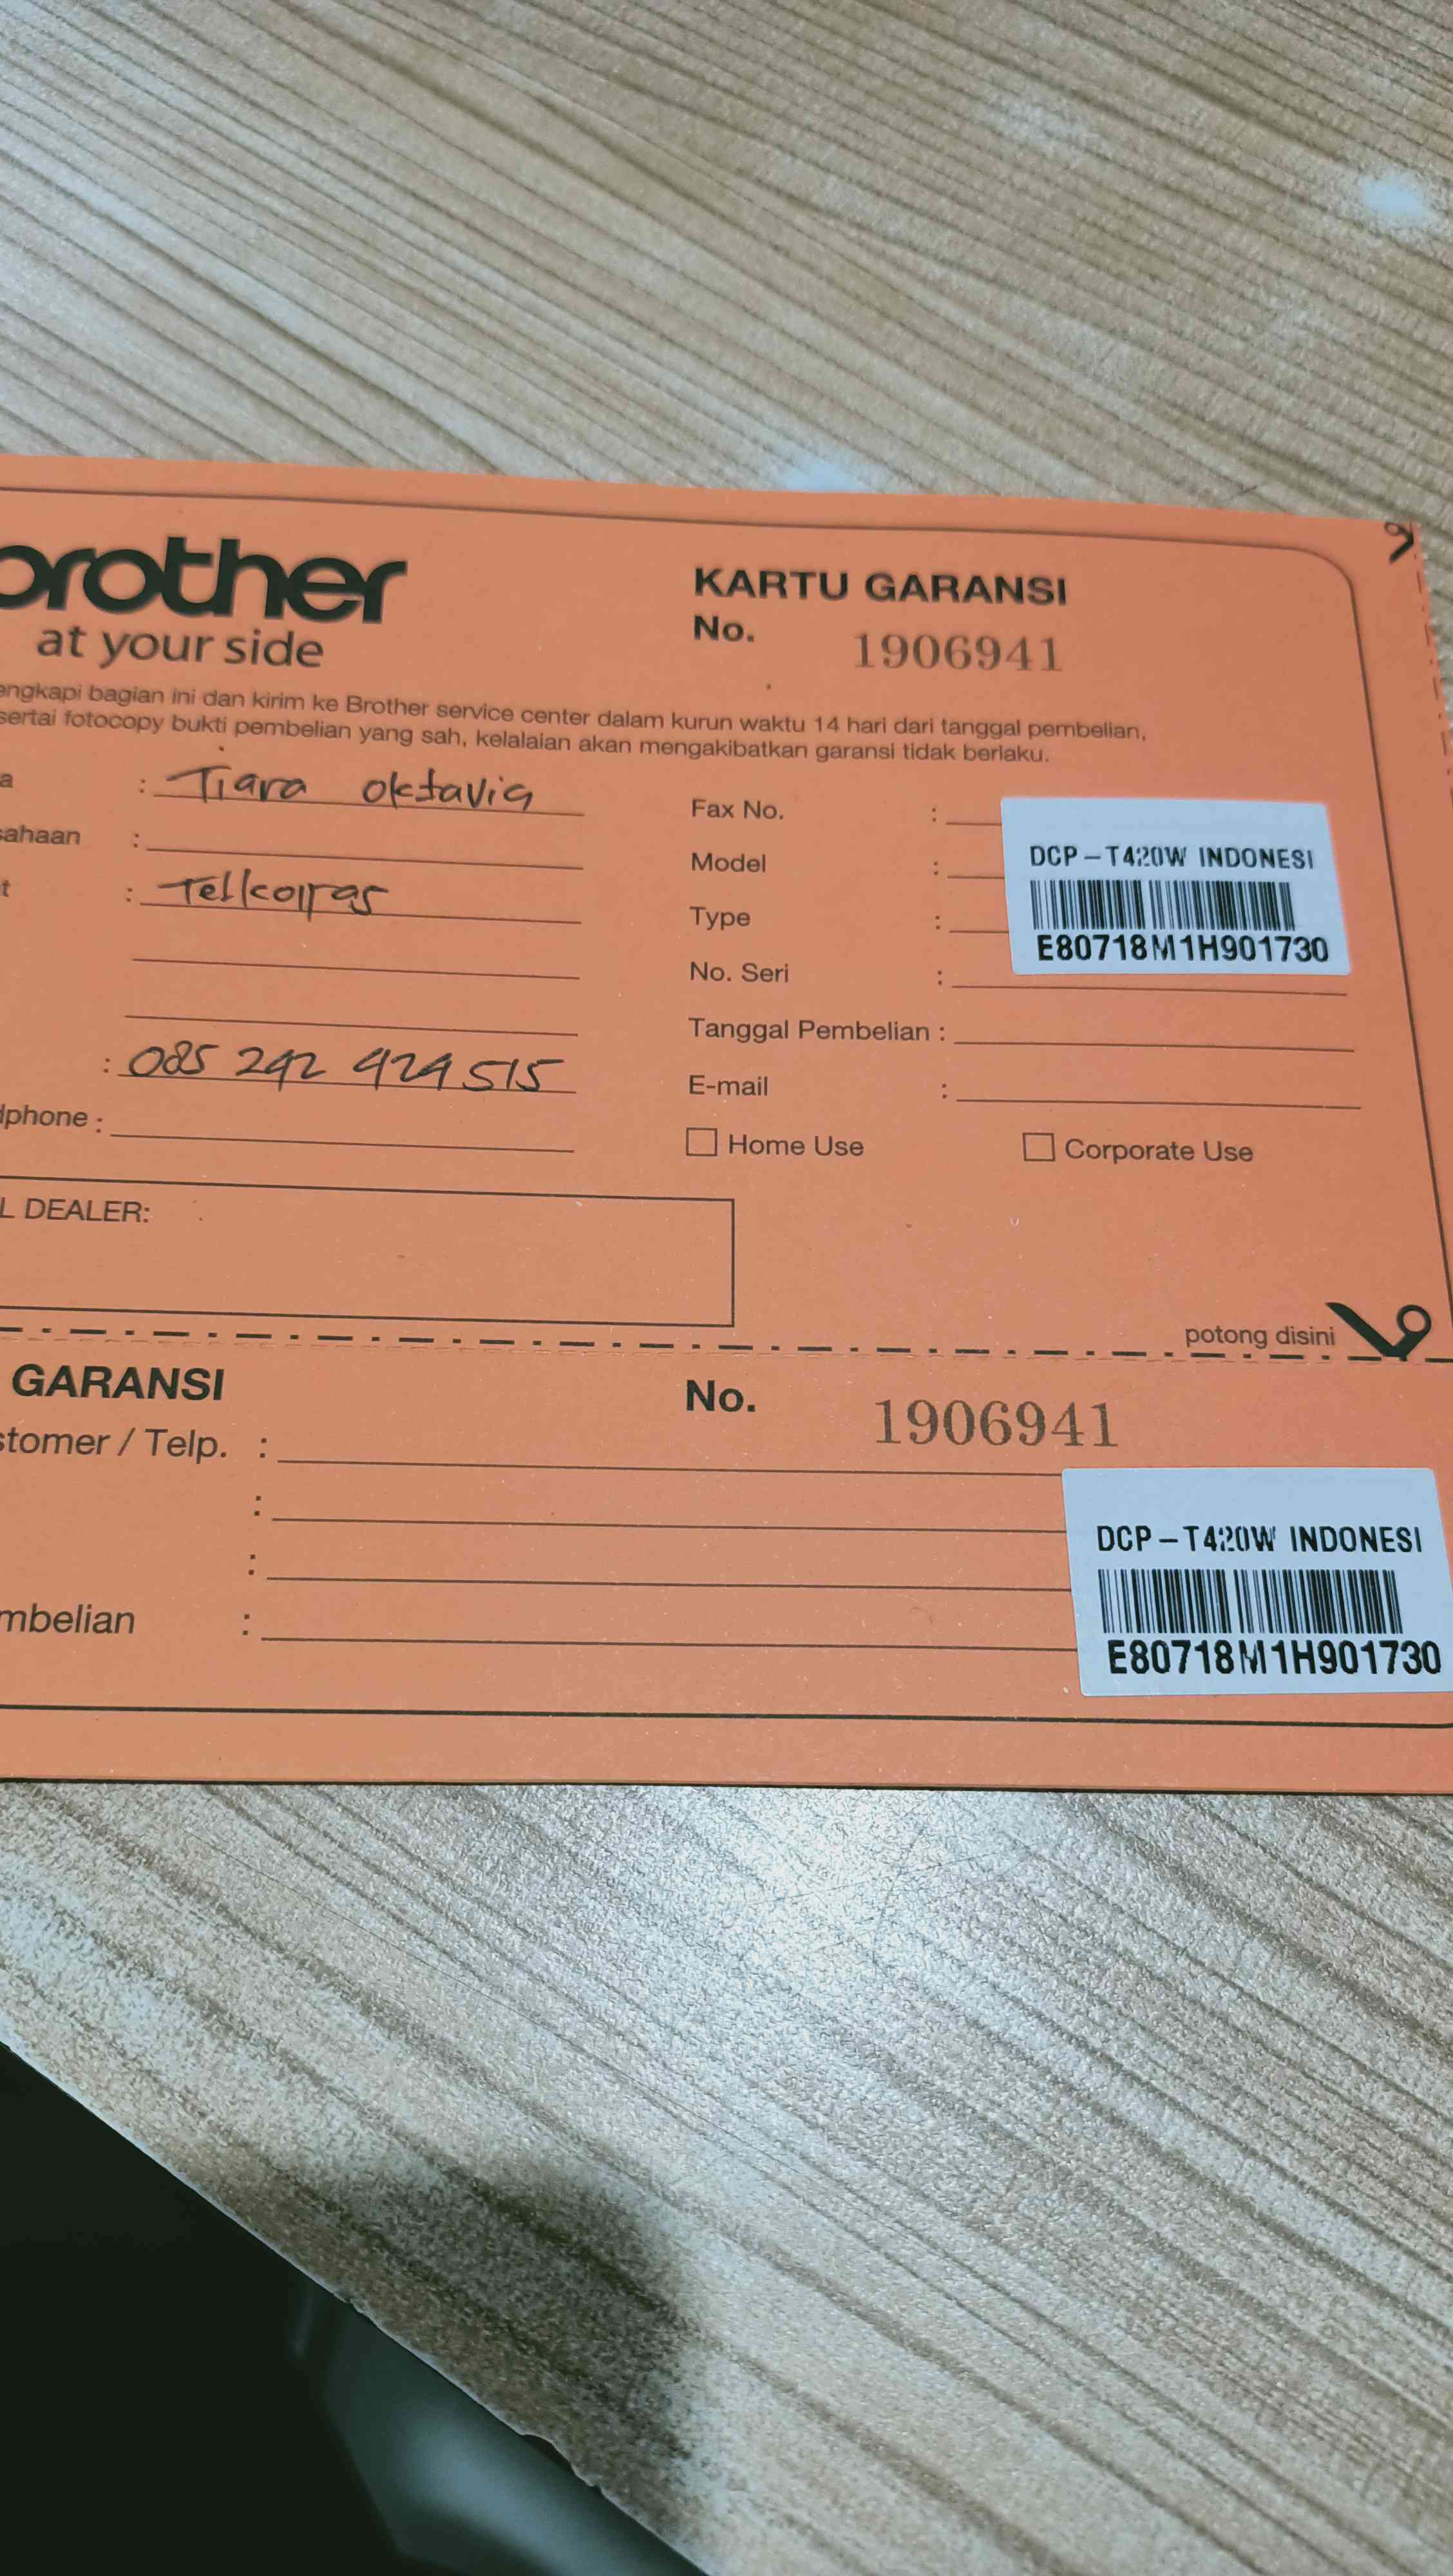 brother
at your side
KARTU GARANSI
No. 1906941
engkapi bagian ini dan kirim ke Brother service center dalam kurun waktu 14 hari dari tanggal pembelian,
sertai fotocopy bukti pembelian yang sah, kelalaian akan mengakibatkan garansi tidak berlaku.
a : Tiara oktavia
sahaan :
t :
: 085 242 424 515
dphone :
Fax No. :
Model :
Type :
No. Seri :
Tanggal Pembelian :
E-mail :
DCP-T420W INDONESI
E80718M1H901730
Home Use
Corporate Use
L DEALER:
potong disini
GARANSI
No. 1906941
stomer / Telp. :
:
:
mbelian :
DCP-T420W INDONESI
E80718M1H901730